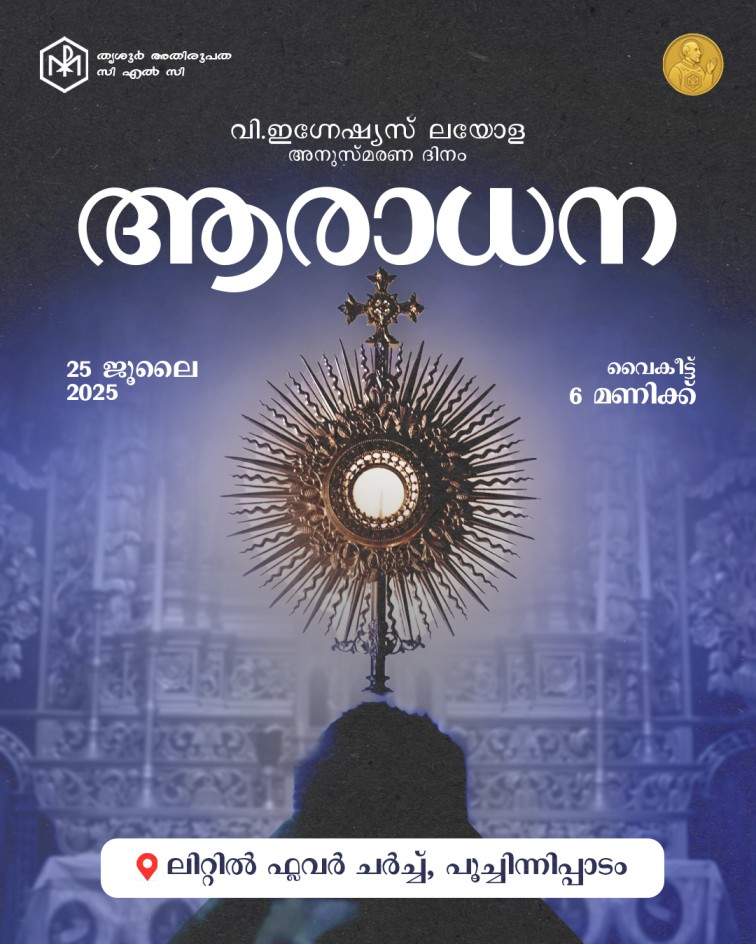 തൃശൂർ അതിരൂപത
സി എൽ സി
വി.ഇഗ്നേഷ്യസ് ലയോള
അനുസ്മരണ ദിനം
ആരാധന
25 ജൂലൈ
2025
വൈകീട്ട്
6 മണിക്ക്
ലിറ്റിൽ ഫ്ലവർ ചർച്ച്, പൂച്ചിന്നിപ്പാടം